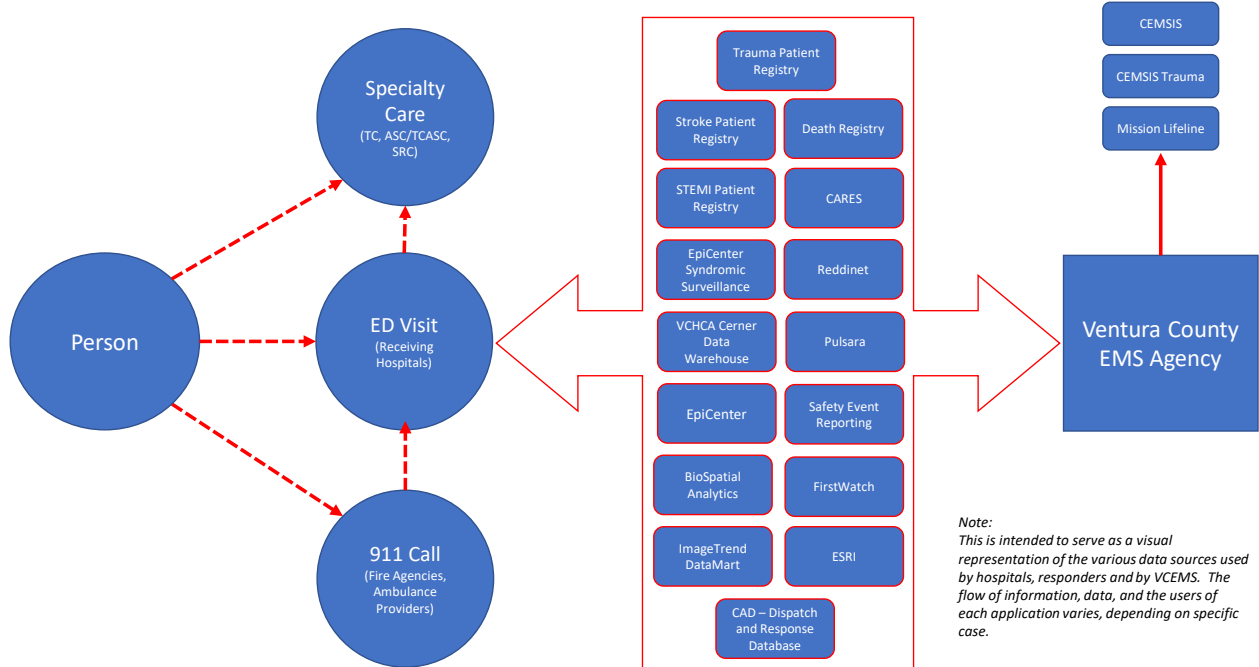 Specialty
Care
(TC, ASC/TCASC,
SRC)
Person
ED Visit
(Receiving
Hospitals)
911 Call
(Fire Agencies,
Ambulance
Providers)
Trauma Patient
Registry
Stroke Patient
Registry
Death Registry
STEMI Patient
Registry
CARES
EpiCenter
Syndromic
Surveillance
Reddinet
VCHCA Cerner
Data
Warehouse
Pulsara
EpiCenter
Safety Event
Reporting
BioSpatial
Analytics
FirstWatch
ImageTrend
DataMart
ESRI
CAD – Dispatch
and Response
Database
CEMSIS
CEMSIS Trauma
Mission Lifeline
Ventura County
EMS Agency
Note:
This is intended to serve as a visual
representation of the various data sources used
by hospitals, responders and by VCEMS.  The
flow of information, data, and the users of
each application varies, depending on specific
case.